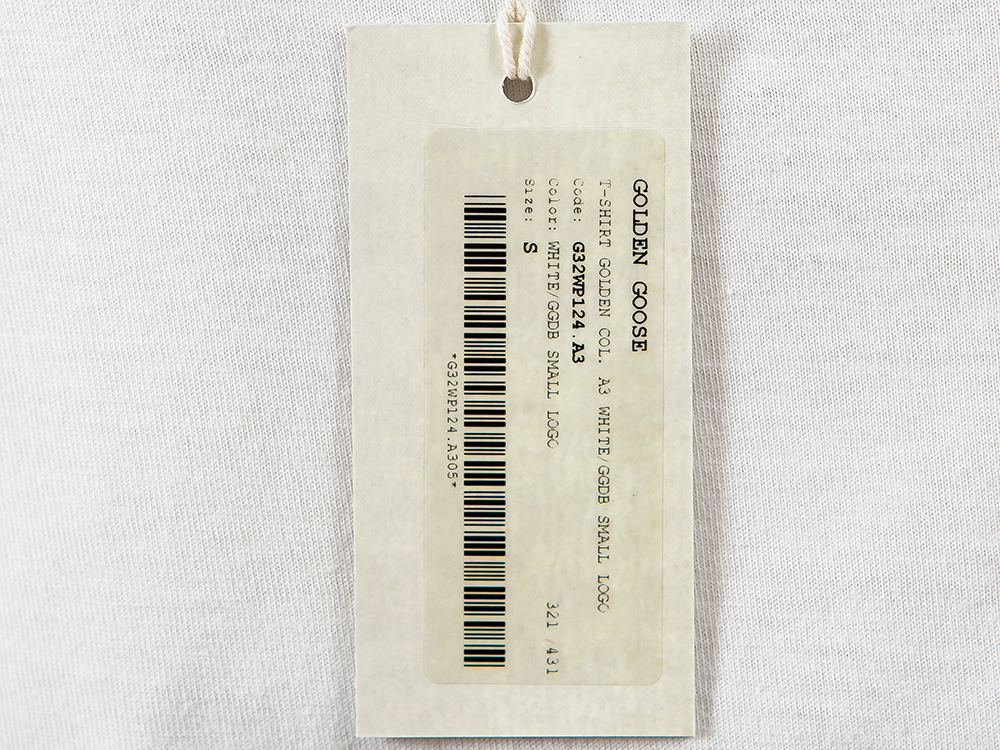 GOLDEN GOOSE
T-SHIRT GOLDEN COL. A3 WHITE/GGDB SMALL LOGO
Code: G32WP124.A3
Color: WHITE/GGDB SMALL LOGO 321 /431
Size: S
*G32WP124.A305*